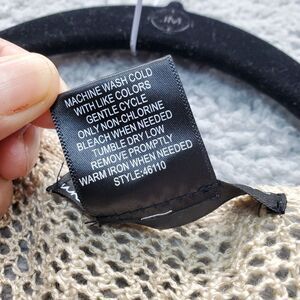 MACHINE WASH COLD
WITH LIKE COLORS
GENTLE CYCLE
ONLY NON-CHLORINE
BLEACH WHEN NEEDED
TUMBLE DRY LOW
REMOVE PROMPTLY
WARM IRON WHEN NEEDED
STYLE:46110